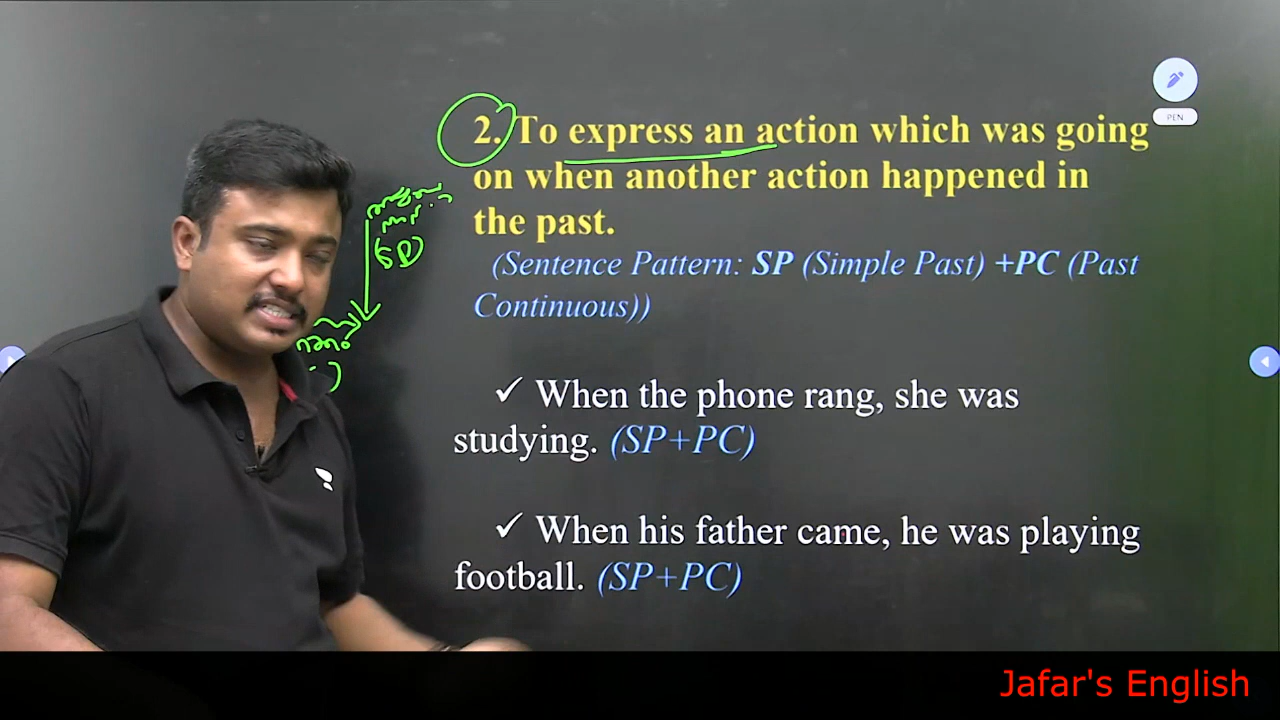 PEN
2. To express an action which was going
on when another action happened in
the past.
(Sentence Pattern: SP (Simple Past) +PC (Past
Continuous))
(SP)
✓ When the phone rang, she was
studying. (SP+PC)
✓ When his father came, he was playing
football. (SP+PC)
Jafar's English